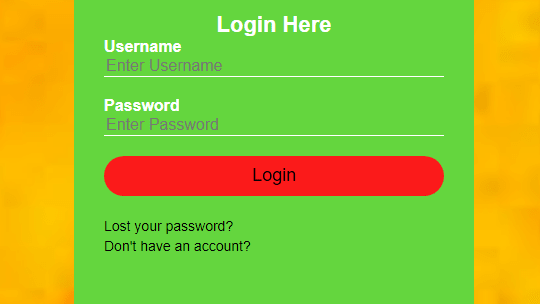 Login Here
Username
Enter Username
Password
Enter Password
Login
Lost your password?
Don't have an account?